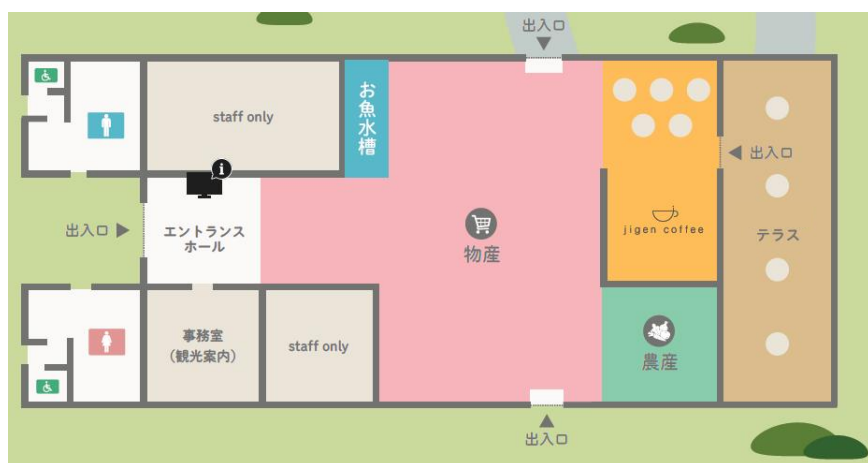 出入口
staff only
お魚水槽
i
出入口
出入口
エントランス
ホール
jigen coffee
物産
テラス
事務室
（観光案内）
staff only
農産
出入口